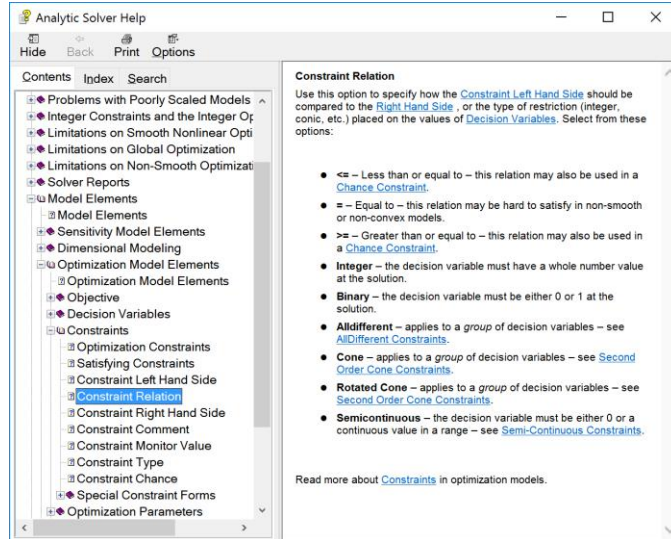 Analytic Solver Help
Hide Back Print Options
Contents Index Search
Problems with Poorly Scaled Models
Integer Constraints and the Integer Op
Limitations on Smooth Nonlinear Opti
Limitations on Global Optimization
Limitations on Non-Smooth Optimizati
Solver Reports
Model Elements
Model Elements
Sensitivity Model Elements
Dimensional Modeling
Optimization Model Elements
Optimization Model Elements
Objective
Decision Variables
Constraints
Optimization Constraints
Satisfying Constraints
Constraint Left Hand Side
Constraint Relation
Constraint Right Hand Side
Constraint Comment
Constraint Monitor Value
Constraint Type
Constraint Chance
Special Constraint Forms
Optimization Parameters
Constraint Relation
Use this option to specify how the Constraint Left Hand Side should be
compared to the Right Hand Side , or the type of restriction (integer,
conic, etc.) placed on the values of Decision Variables. Select from these
options:
● <= – Less than or equal to – this relation may also be used in a
Chance Constraint.
● = – Equal to – this relation may be hard to satisfy in non-smooth
or non-convex models.
● >= – Greater than or equal to – this relation may also be used in
a Chance Constraint.
● Integer – the decision variable must have a whole number value
at the solution.
● Binary – the decision variable must be either 0 or 1 at the
solution.
● Alldifferent – applies to a group of decision variables – see
AllDifferent Constraints.
● Cone – applies to a group of decision variables – see Second
Order Cone Constraints.
● Rotated Cone – applies to a group of decision variables – see
Second Order Cone Constraints.
● Semicontinuous – the decision variable must be either 0 or a
continuous value in a range – see Semi-Continuous Constraints.
Read more about Constraints in optimization models.